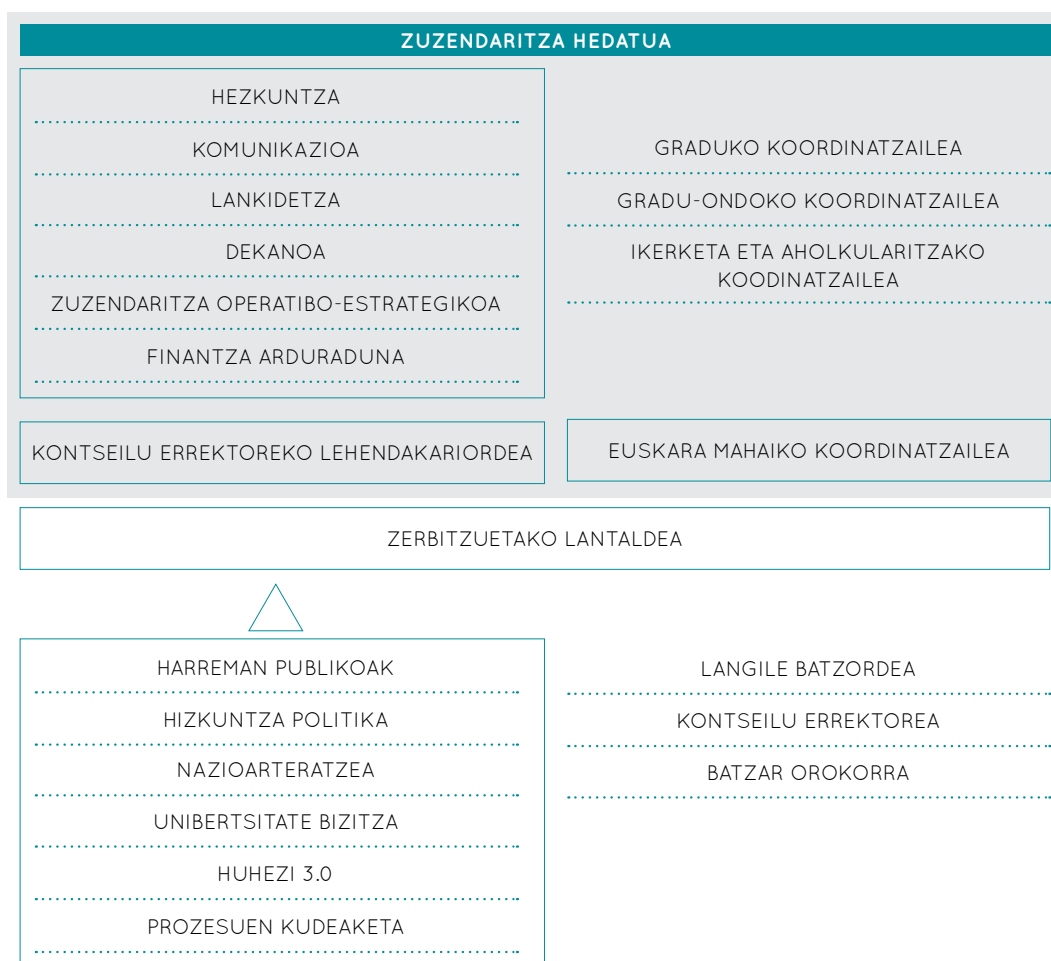 ZUZENDARITZA HEDATUA
HEZKUNTZA
KOMUNIKAZIOA
LANKIDETZA
DEKANOA
ZUZENDARITZA OPERATIBO-ESTRATEGIKOA
FINANTZA ARDURADUNA
GRADUKO KOORDINATZAILEA
GRADU-ONDOKO KOORDINATZAILEA
IKERKETA ETA AHOLKULARITZAKO
KOODINATZAILEA
KONTSEILU ERREKTOREKO LEHENDAKARIORDEA
EUSKARA MAHAIKO KOORDINATZAILEA
ZERBITZUETAKO LANTALDEA
HARREMAN PUBLIKOAK
HIZKUNTZA POLITIKA
NAZIOARTERATZEA
UNIBERTSITATE BIZITZA
HUHEZI 3.0
PROZESUEN KUDEAKETA
LANGILE BATZORDEA
KONTSEILU ERREKTOREA
BATZAR OROKORRA